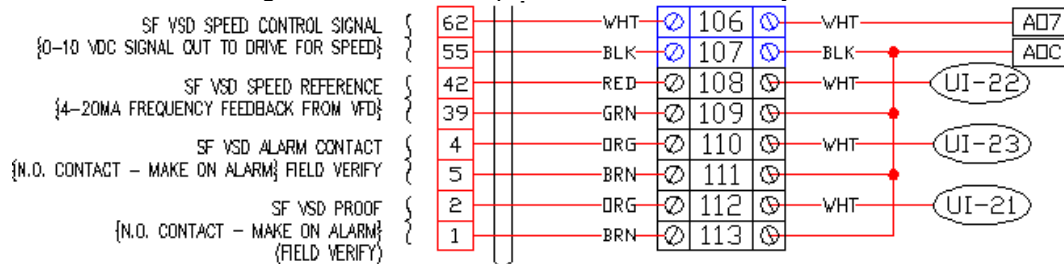 SF VSD SPEED CONTROL SIGNAL
{0-10 VDC SIGNAL OUT TO DRIVE FOR SPEED}
62 WHT 106 WHT AO7
55 BLK 107 BLK AOC
SF VSD SPEED REFERENCE
{4-20MA FREQUENCY FEEDBACK FROM VFD}
42 RED 108 WHT UI-22
39 GRN 109
SF VSD ALARM CONTACT
{N.O. CONTACT - MAKE ON ALARM} FIELD VERIFY
4 ORG 110 WHT UI-23
5 BRN 111
SF VSD PROOF
{N.O. CONTACT - MAKE ON ALARM}
(FIELD VERIFY)
2 ORG 112 WHT UI-21
1 BRN 113